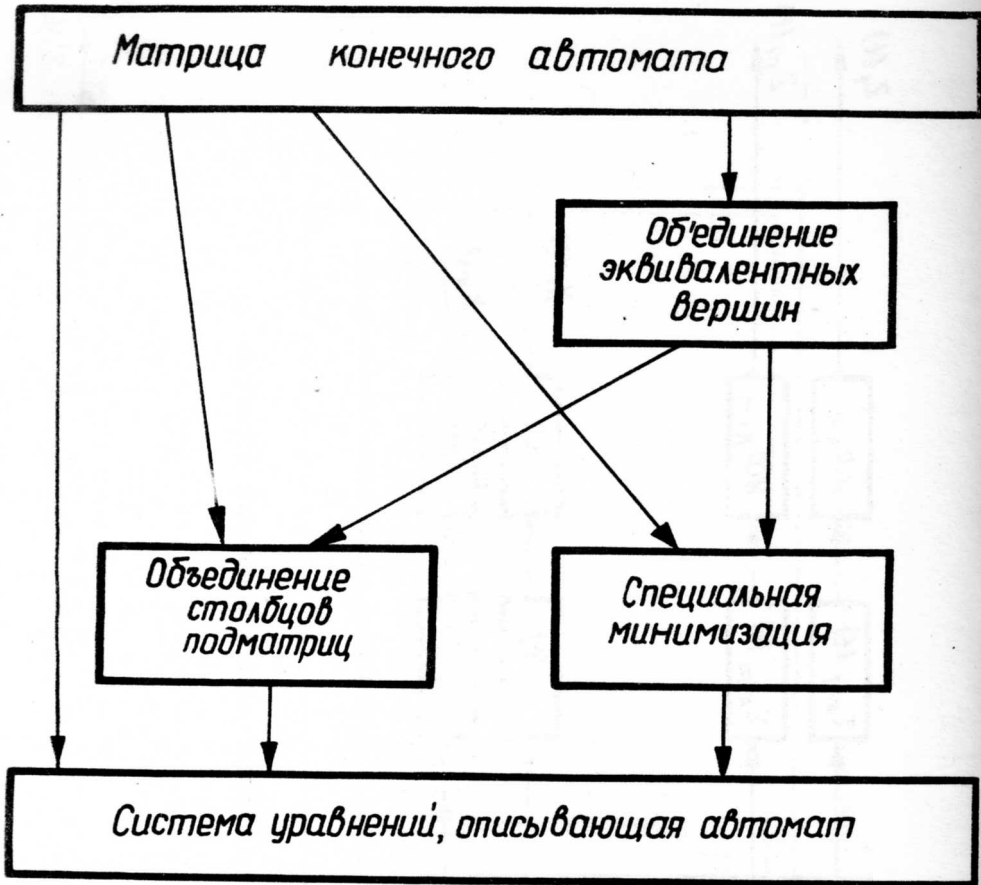 Матрица конечного автомата
Об'единение
эквивалентных
вершин
Объединение
столбцов
подматриц
Специальная
минимизация
Система уравнений, описывающая автомат